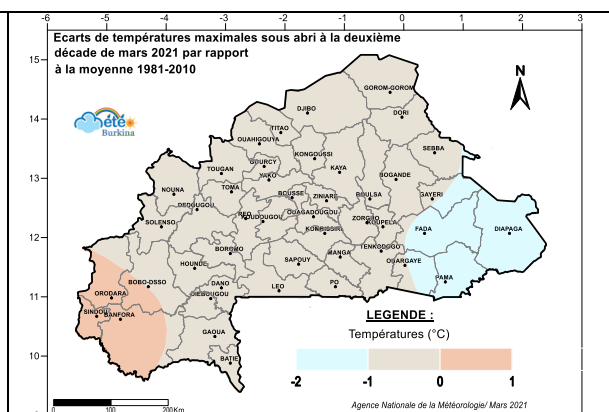 -6 -5 -4 -3 -2 -1 0 1 2 3
Ecarts de températures maximales sous abri à la deuxième
décade de mars 2021 par rapport
à la moyenne 1981-2010
15
14
13
12
11
10
N
Météo
Burkina
GOROM-GOROM
DJIBO
DORI
TITAO
OUAHIGOUYA
KONGOUSSI
SEBBA
GOURCY
TOUGAN
KAYA
YAKO
BOGANDE
NOUNA
TOMA
BOUSSE
ZINIARE
BOULSA
GAYERI
DEDOUGOU
REO
KOUDOUGOU
OUAGADOUGOU
ZORGHO
KOUPELA
SOLENSO
KOMBISSIRI
FADA
DIAPAGA
BOROMO
MANGA
TENKODOGO
HOUNDE
SAPOUY
OUARGAYE
BOBO-DSSO
DANO
LEO
PO
PAMA
ORODARA
DIEBOUGOU
SINDOU
BANFORA
GAOUA
BATIE
LEGENDE :
Températures (°C)
-2 -1 0 1
0 100 200 Km
Agence Nationale de la Météorologie/ Mars 2021